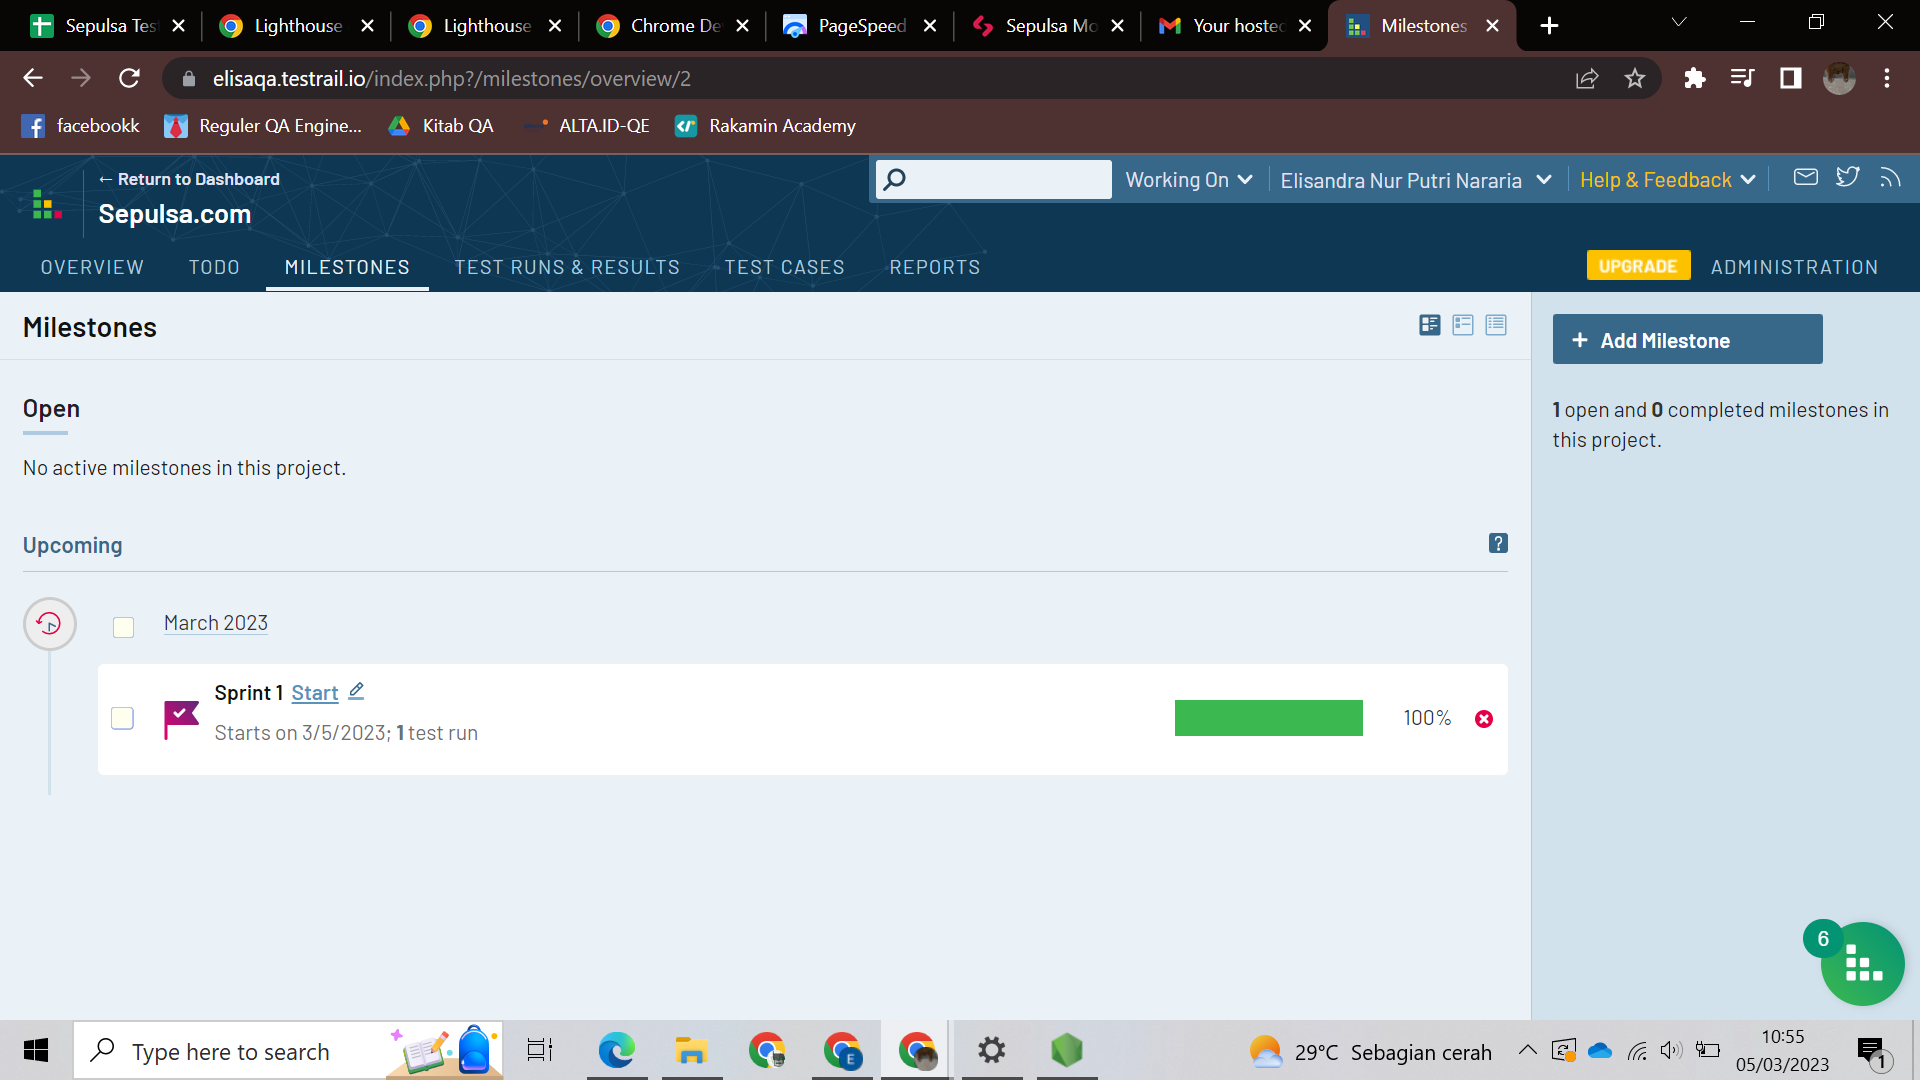 Sepulsa Tes
Lighthouse
Lighthouse
Chrome De
PageSpeed
Sepulsa Mo
Your hosted
Milestones
elisaqa.testrail.io/index.php?/milestones/overview/2
facebookk
Reguler QA Engine...
Kitab QA
ALTA.ID-QE
Rakamin Academy
← Return to Dashboard
Sepulsa.com
Working On
Elisandra Nur Putri Nararia
Help & Feedback
OVERVIEW
TODO
MILESTONES
TEST RUNS & RESULTS
TEST CASES
REPORTS
UPGRADE
ADMINISTRATION
Milestones
+ Add Milestone
1 open and 0 completed milestones in
this project.
Open
No active milestones in this project.
Upcoming
?
March 2023
Sprint 1 Start
Starts on 3/5/2023; 1 test run
100%
6
Type here to search
E
29°C Sebagian cerah
10:55
05/03/2023
1